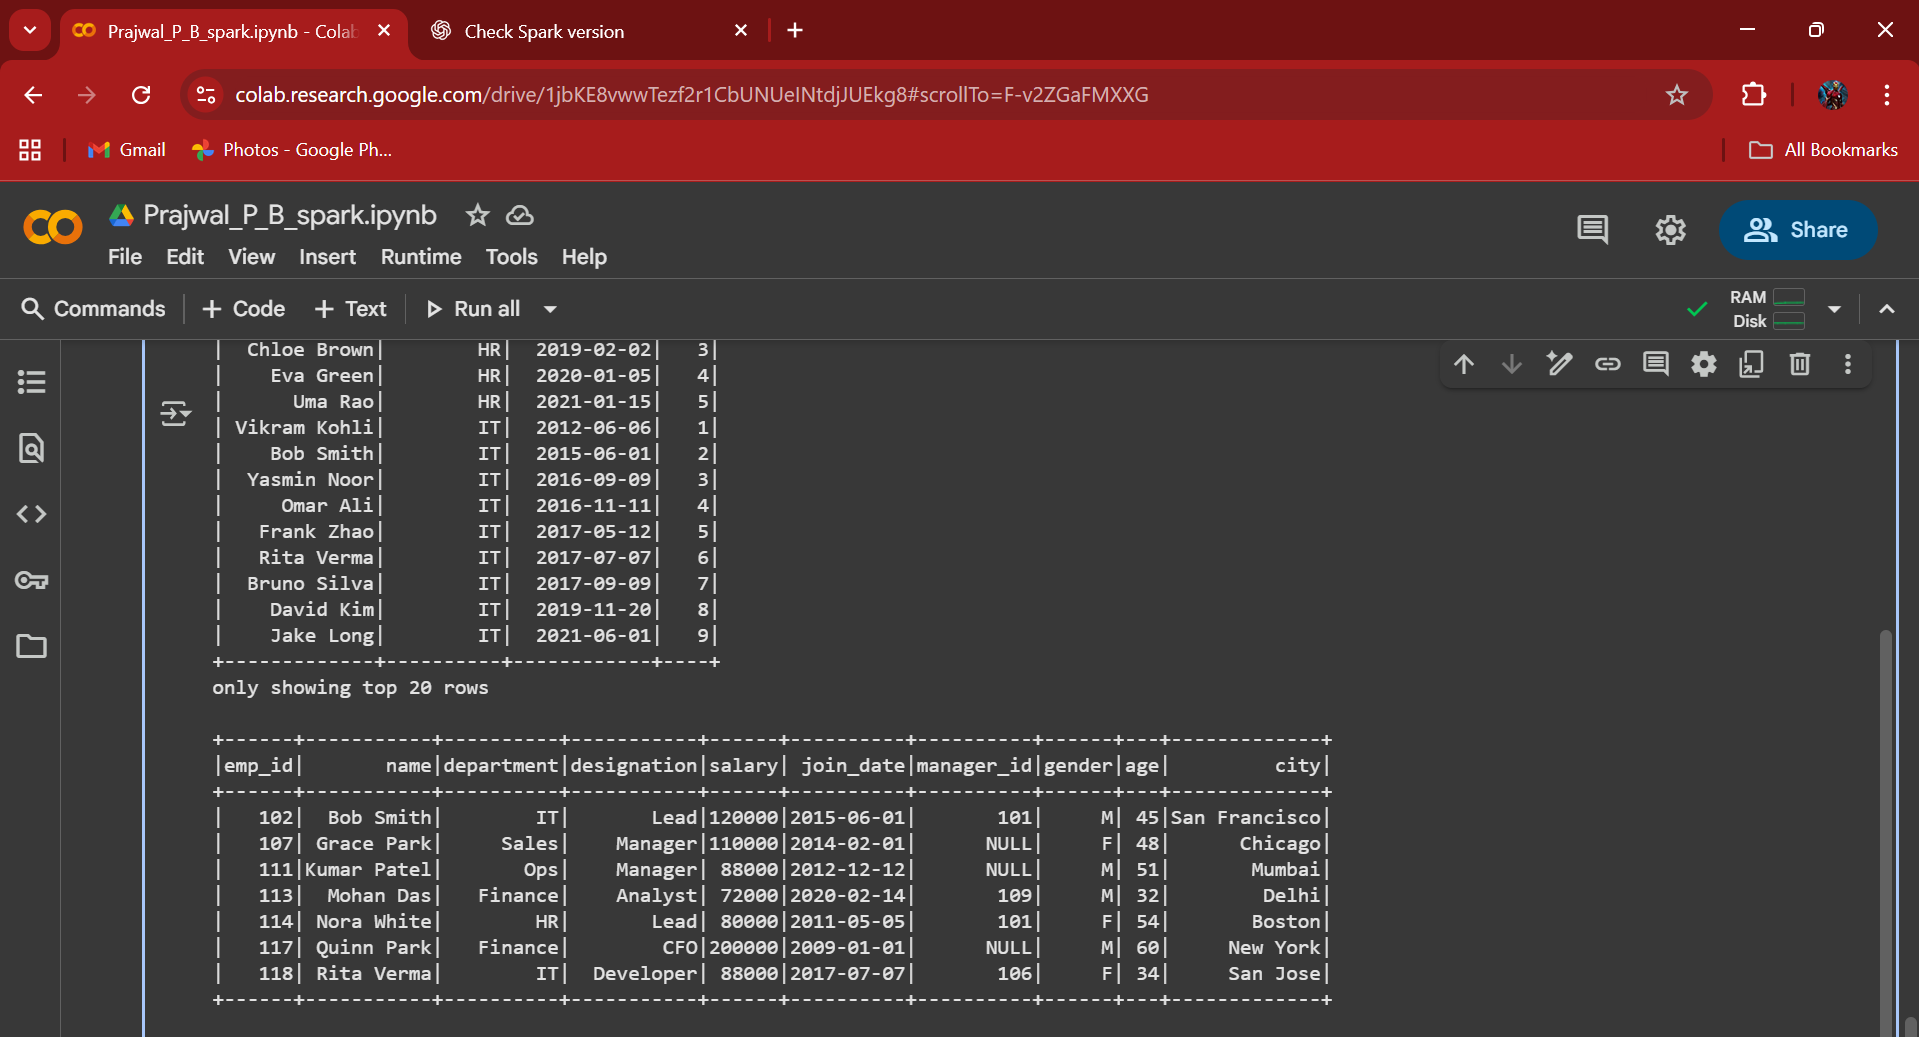 Prajwal_P_B_spark.ipynb - Colab
Check Spark version
colab.research.google.com/drive/1jbKE8vwwTezf2r1CbUNUeINtdjJUEkg8#scrollTo=F-v2ZGaFMXXG
Gmail
Photos - Google Ph...
All Bookmarks
Prajwal_P_B_spark.ipynb
File Edit View Insert Runtime Tools Help
Share
Commands + Code + Text Run all
RAM
Disk
|  Chloe Brown|        HR|  2019-02-02|   3|
|    Eva Green|        HR|  2020-01-05|   4|
|      Uma Rao|        HR|  2021-01-15|   5|
| Vikram Kohli|        IT|  2012-06-06|   1|
|    Bob Smith|        IT|  2015-06-01|   2|
|  Yasmin Noor|        IT|  2016-09-09|   3|
|     Omar Ali|        IT|  2016-11-11|   4|
|   Frank Zhao|        IT|  2017-05-12|   5|
|   Rita Verma|        IT|  2017-07-07|   6|
|  Bruno Silva|        IT|  2017-09-09|   7|
|    David Kim|        IT|  2019-11-20|   8|
|    Jake Long|        IT|  2021-06-01|   9|
+-------------+----------+------------+----+
only showing top 20 rows
+------+-----------+----------+-----------+------+----------+----------+------+---+-------------+
|emp_id|       name|department|designation|salary| join_date|manager_id|gender|age|         city|
+------+-----------+----------+-----------+------+----------+----------+------+---+-------------+
|   102|  Bob Smith|        IT|       Lead|120000|2015-06-01|       101|     M| 45|San Francisco|
|   107| Grace Park|     Sales|    Manager|110000|2014-02-01|      NULL|     F| 48|      Chicago|
|   111|Kumar Patel|       Ops|    Manager| 88000|2012-12-12|      NULL|     M| 51|       Mumbai|
|   113|  Mohan Das|   Finance|    Analyst| 72000|2020-02-14|       109|     M| 32|        Delhi|
|   114| Nora White|        HR|       Lead| 80000|2011-05-05|       101|     F| 54|       Boston|
|   117| Quinn Park|   Finance|        CFO|200000|2009-01-01|      NULL|     M| 60|     New York|
|   118| Rita Verma|        IT|  Developer| 88000|2017-07-07|       106|     F| 34|     San Jose|
+------+-----------+----------+-----------+------+----------+----------+------+---+-------------+